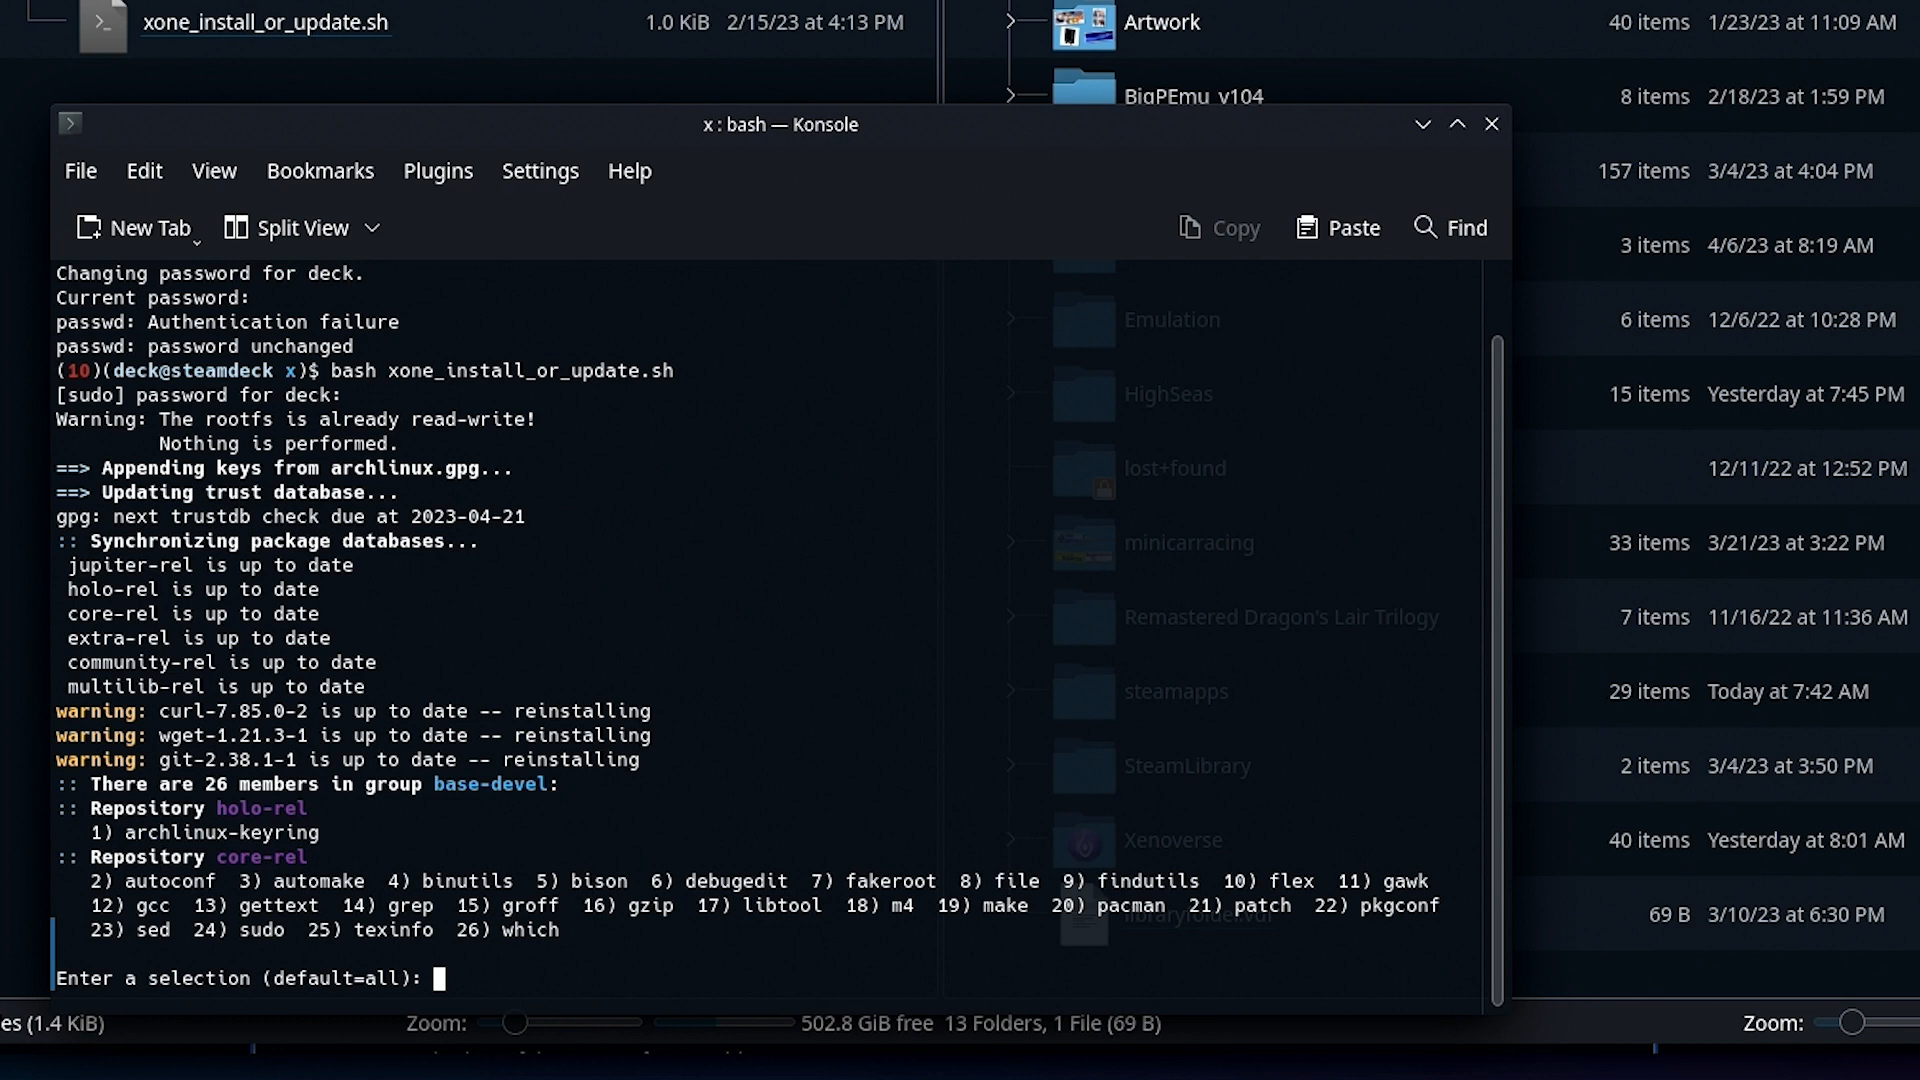 xone_install_or_update.sh 1.0 KiB 2/15/23 at 4:13 PM
Artwork 40 items 1/23/23 at 11:09 AM
BigPEmu_v104 8 items 2/18/23 at 1:59 PM
x : bash — Konsole
File Edit View Bookmarks Plugins Settings Help
157 items 3/4/23 at 4:04 PM
New Tab Split View Copy Paste Find
3 items 4/6/23 at 8:19 AM
Changing password for deck.
Current password:
passwd: Authentication failure
passwd: password unchanged
(10)(deck@steamdeck x)$ bash xone_install_or_update.sh
[sudo] password for deck:
Warning: The rootfs is already read-write!
Nothing is performed.
==> Appending keys from archlinux.gpg...
==> Updating trust database...
gpg: next trustdb check due at 2023-04-21
:: Synchronizing package databases...
jupiter-rel is up to date
holo-rel is up to date
core-rel is up to date
extra-rel is up to date
community-rel is up to date
multilib-rel is up to date
warning: curl-7.85.0-2 is up to date -- reinstalling
warning: wget-1.21.3-1 is up to date -- reinstalling
warning: git-2.38.1-1 is up to date -- reinstalling
:: There are 26 members in group base-devel:
:: Repository holo-rel
1) archlinux-keyring
:: Repository core-rel
2) autoconf 3) automake 4) binutils 5) bison 6) debugedit 7) fakeroot 8) file 9) findutils 10) flex 11) gawk
12) gcc 13) gettext 14) grep 15) groff 16) gzip 17) libtool 18) m4 19) make 20) pacman 21) patch 22) pkgconf
23) sed 24) sudo 25) texinfo 26) which
Enter a selection (default=all):
Emulation 6 items 12/6/22 at 10:28 PM
HighSeas 15 items Yesterday at 7:45 PM
lost+found 12/11/22 at 12:52 PM
minicarracing 33 items 3/21/23 at 3:22 PM
Remastered Dragon's Lair Trilogy 7 items 11/16/22 at 11:36 AM
steamapps 29 items Today at 7:42 AM
SteamLibrary 2 items 3/4/23 at 3:50 PM
Xenoverse 40 items Yesterday at 8:01 AM
libraryfolder.vdf 69 B 3/10/23 at 6:30 PM
es (1.4 KiB) Zoom: 502.8 GiB free 13 Folders, 1 File (69 B) Zoom: